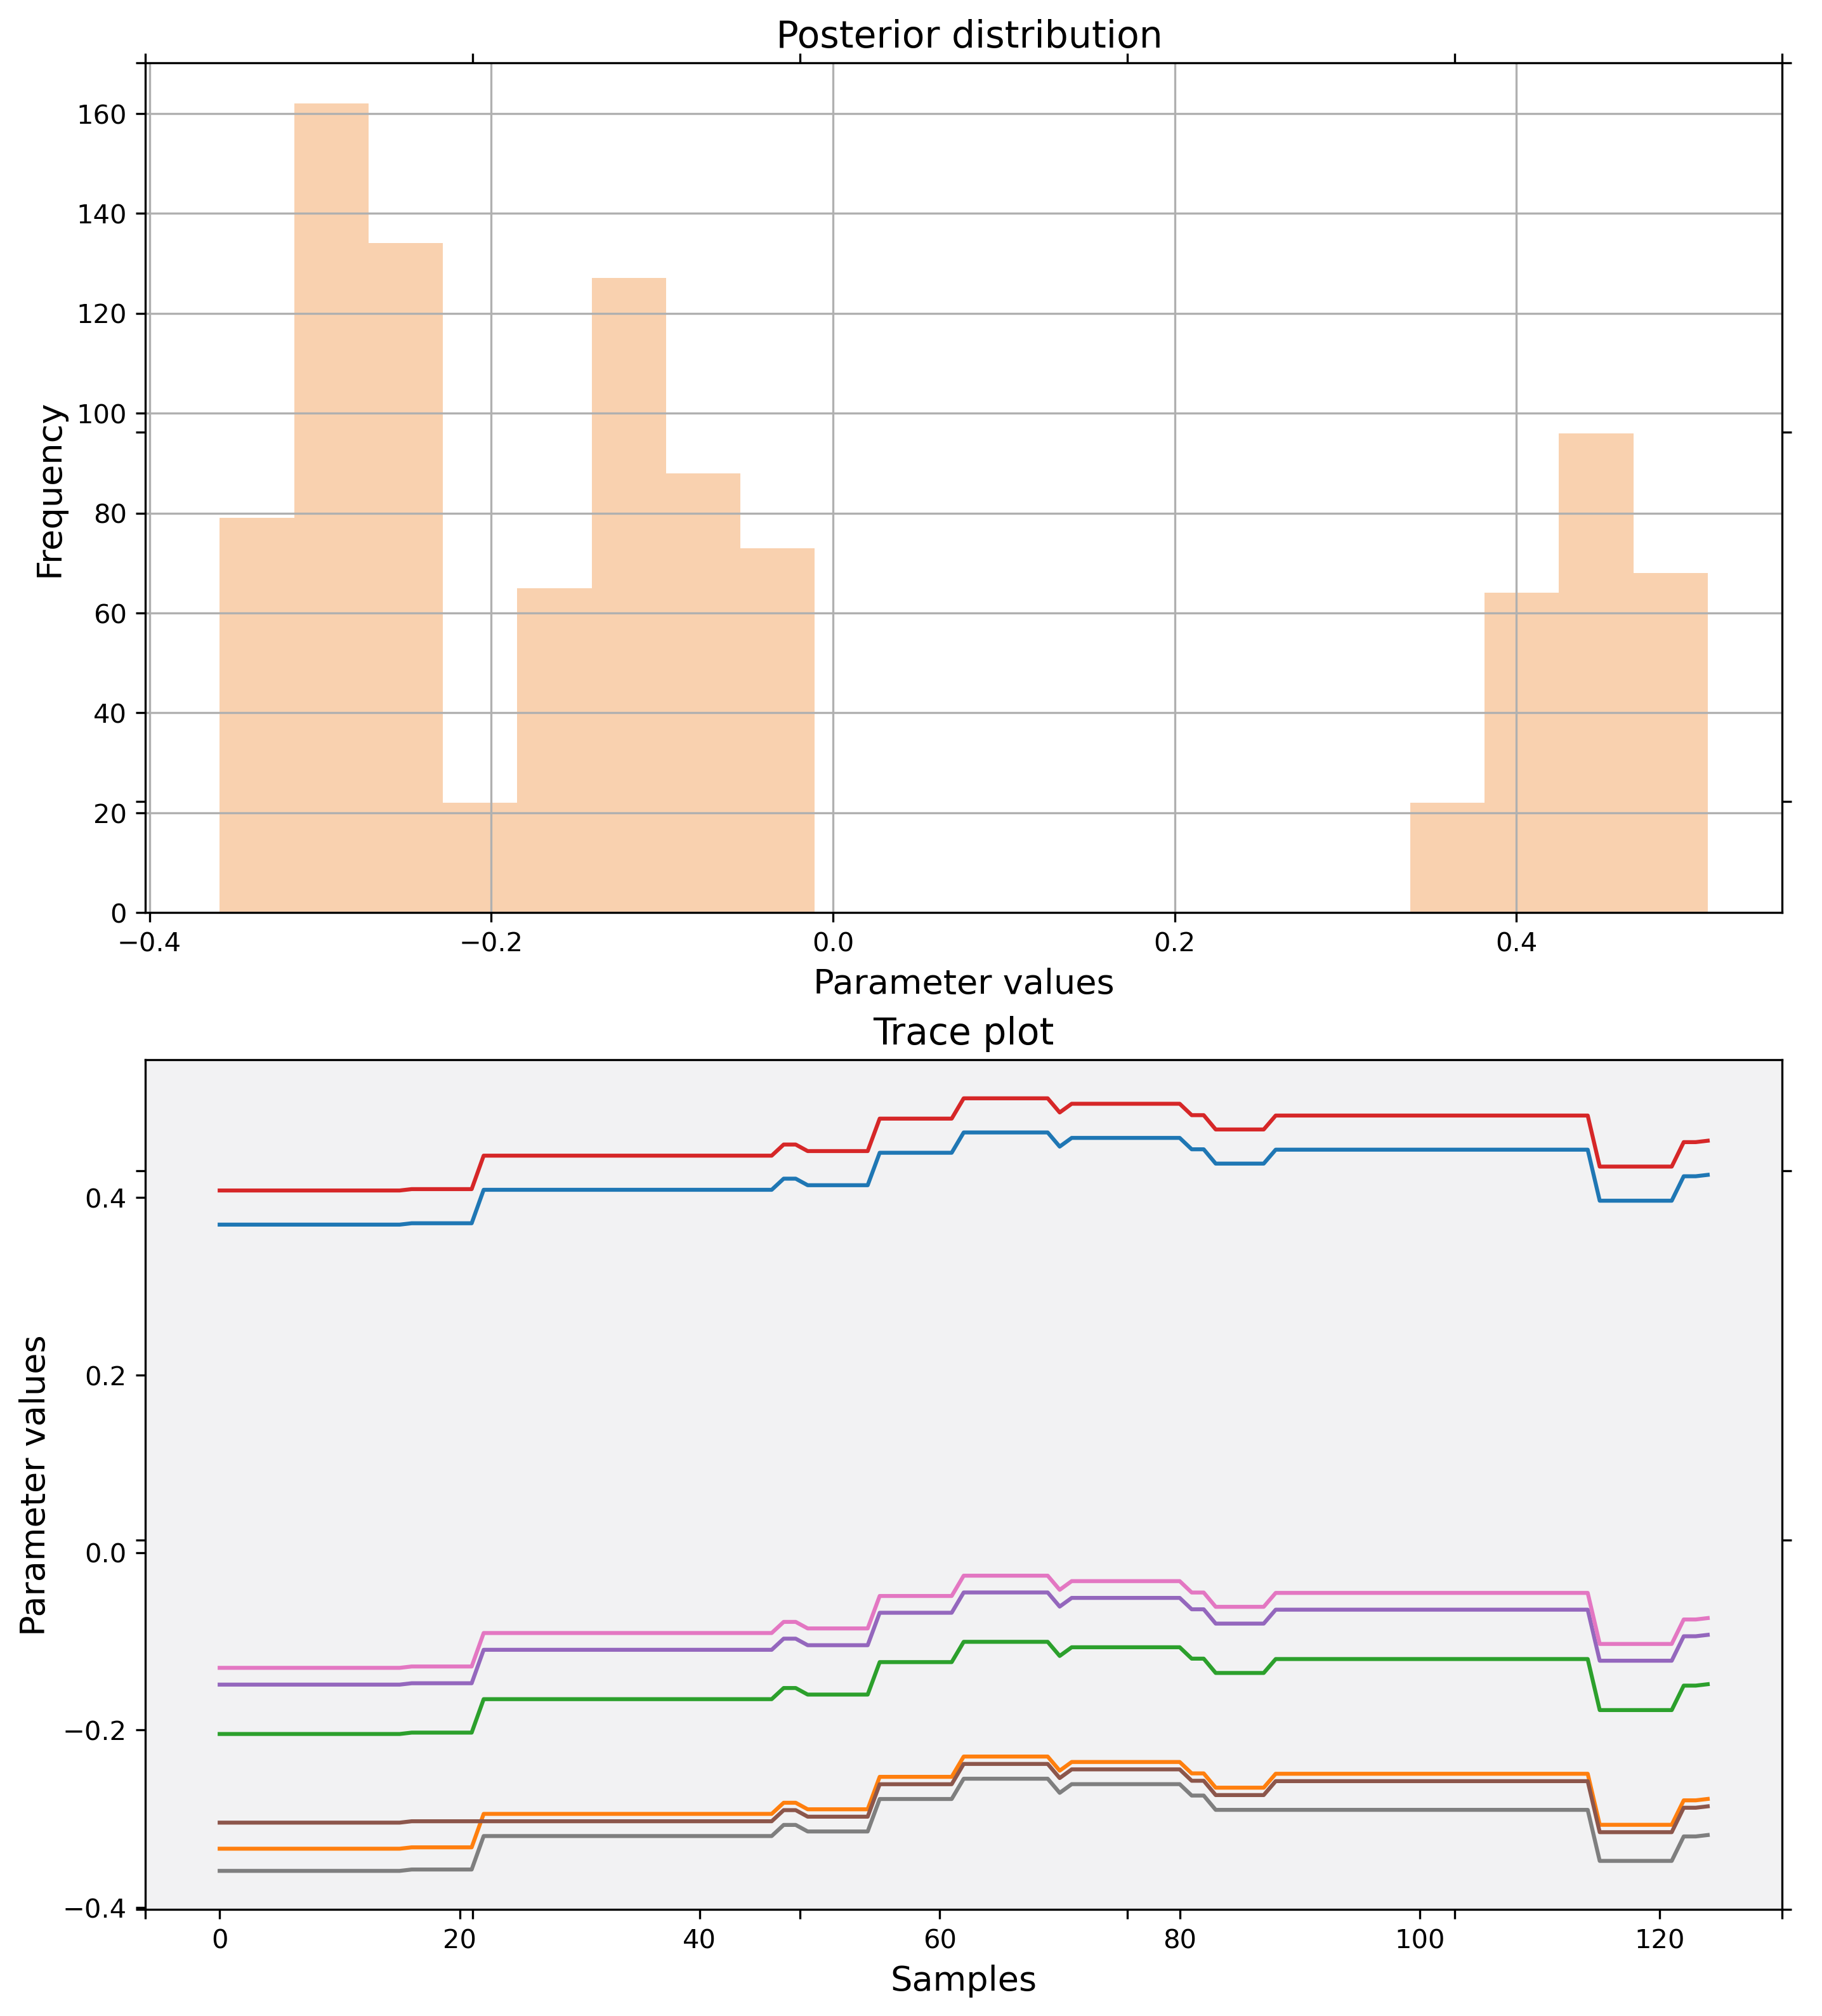 Posterior distribution
160
140
120
100
80
60
40
20
0
Frequency
−0.4 −0.2 0.0 0.2 0.4
Parameter values
Trace plot
0.4
0.2
0.0
−0.2
−0.4
Parameter values
0 20 40 60 80 100 120
Samples